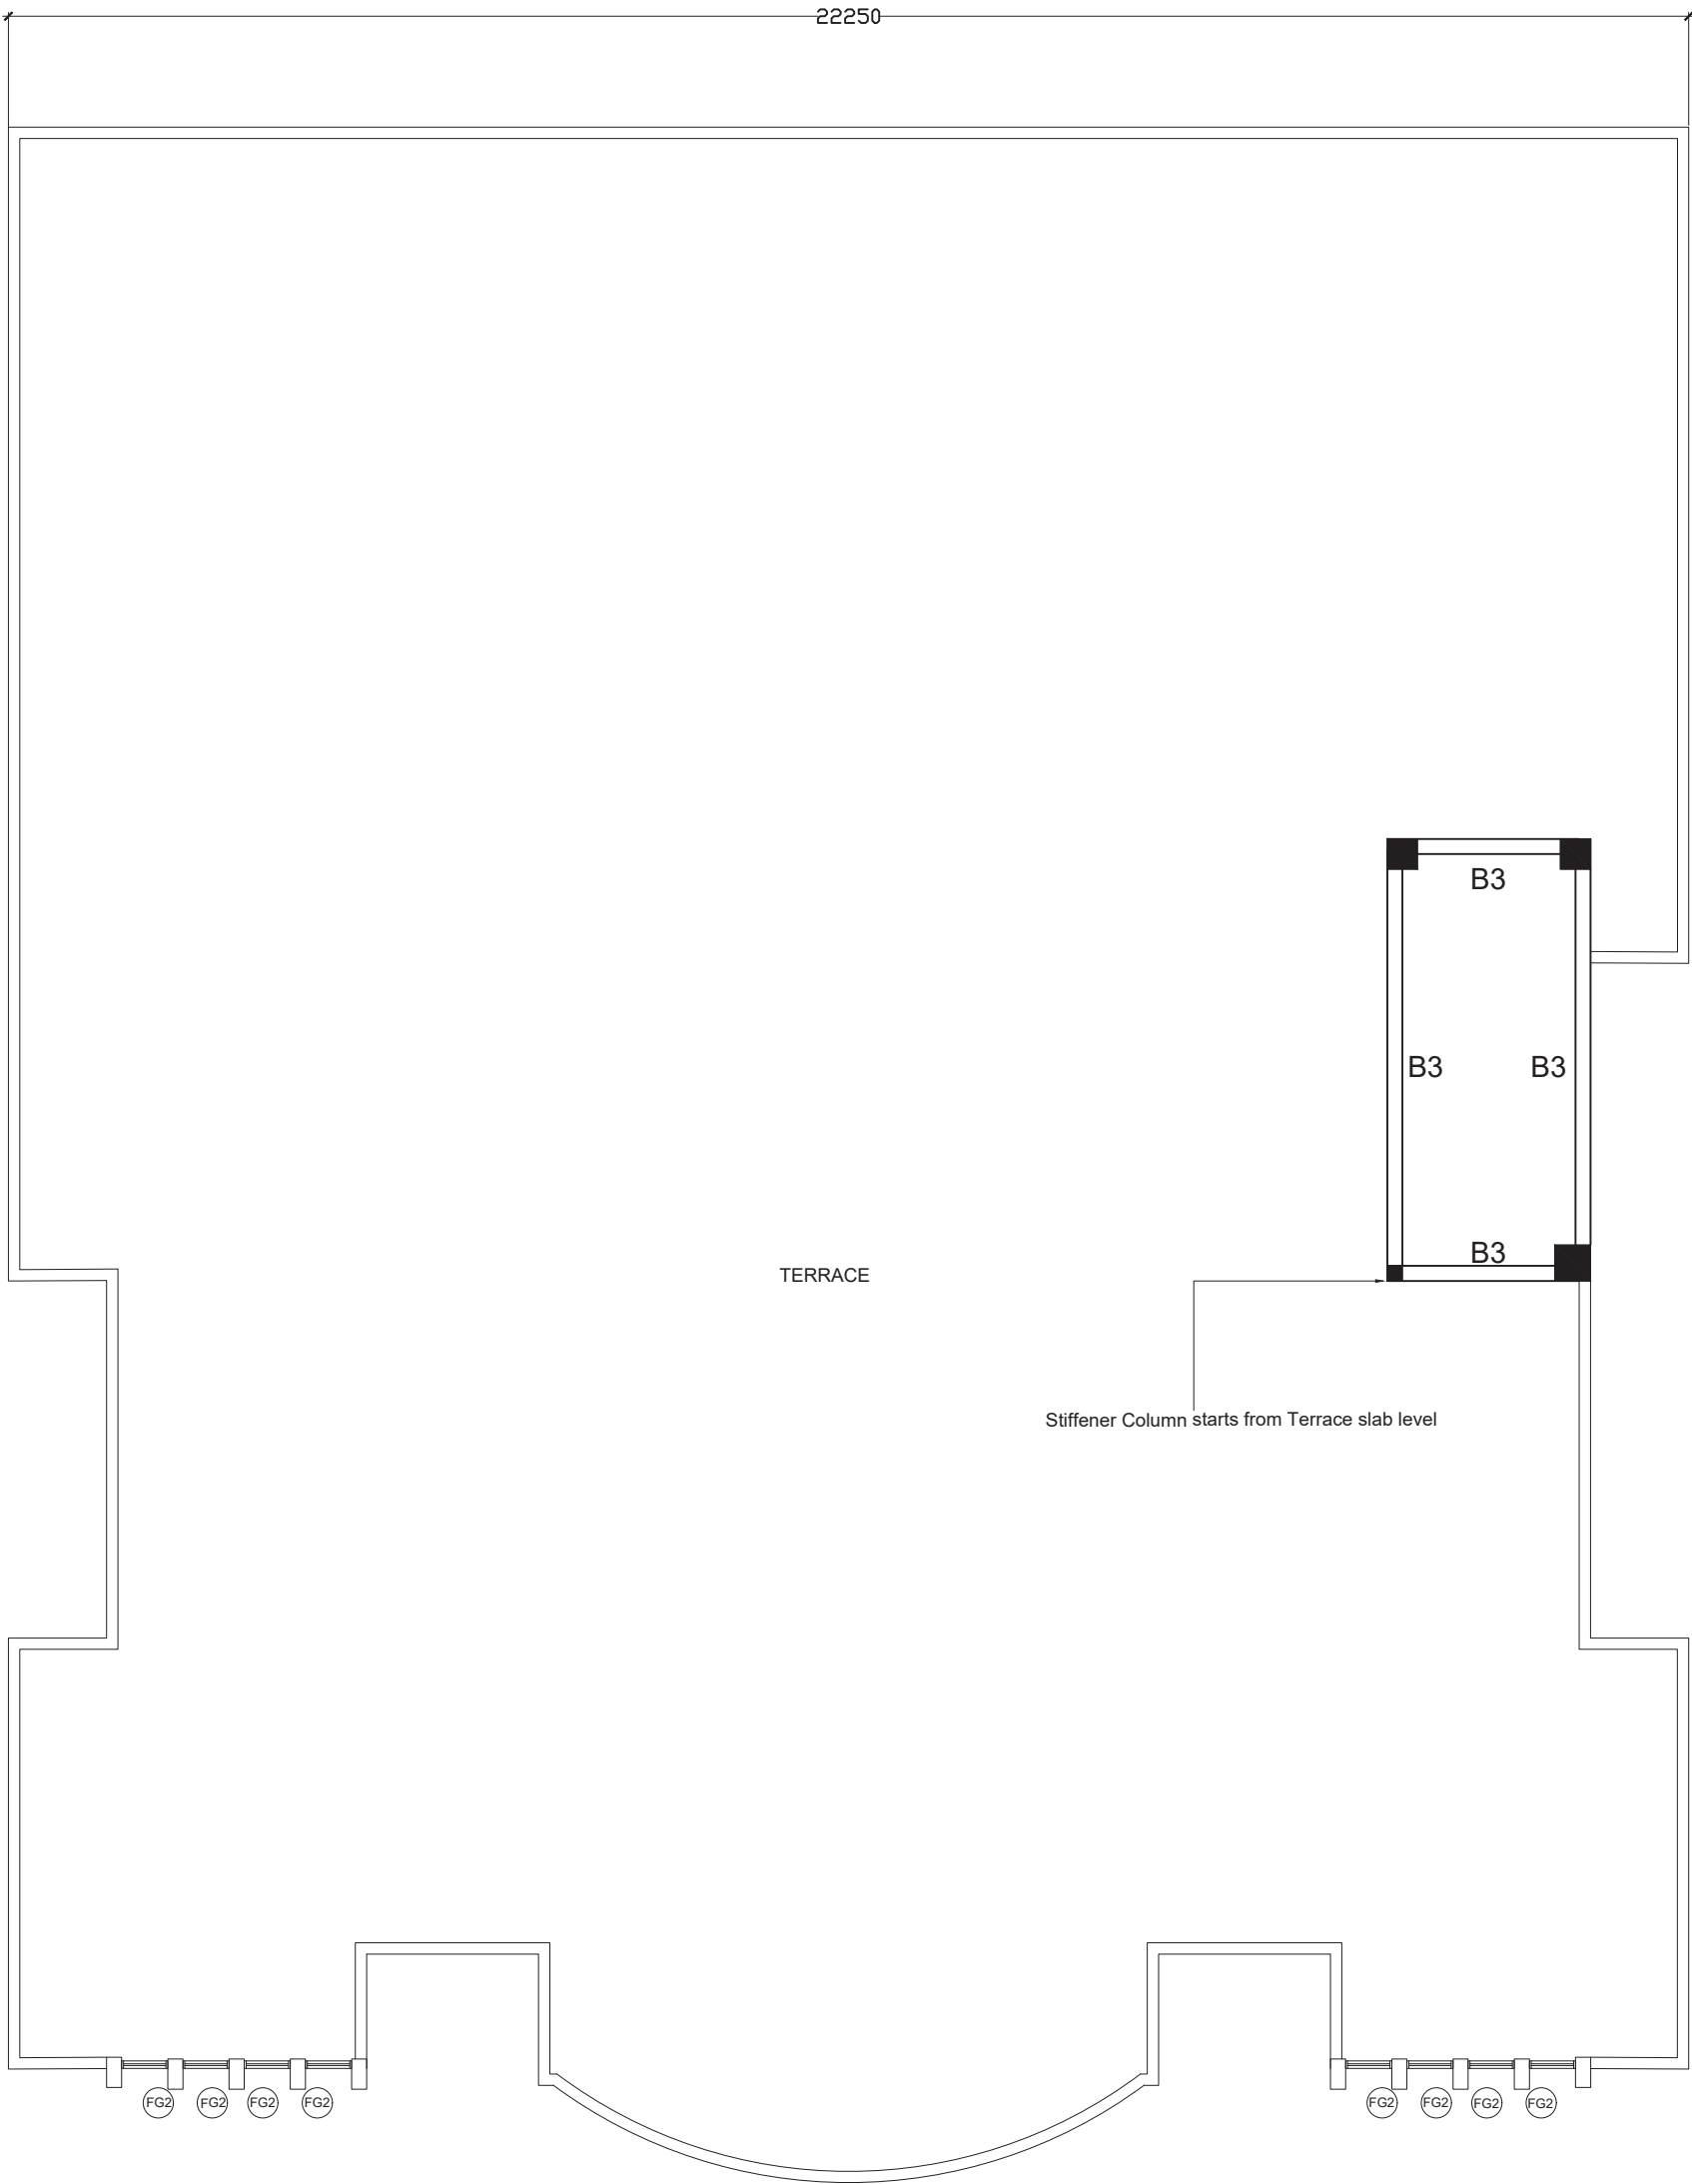 22250
B3
B3 B3
B3
TERRACE
Stiffener Column starts from Terrace slab level
FG2 FG2 FG2 FG2 FG2 FG2 FG2 FG2